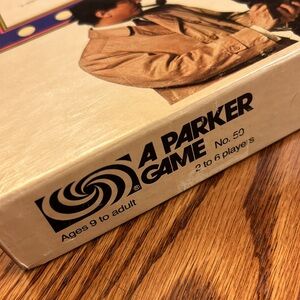 A PARKER
GAME No. 50
®
Ages 9 to adult
2 to 6 players